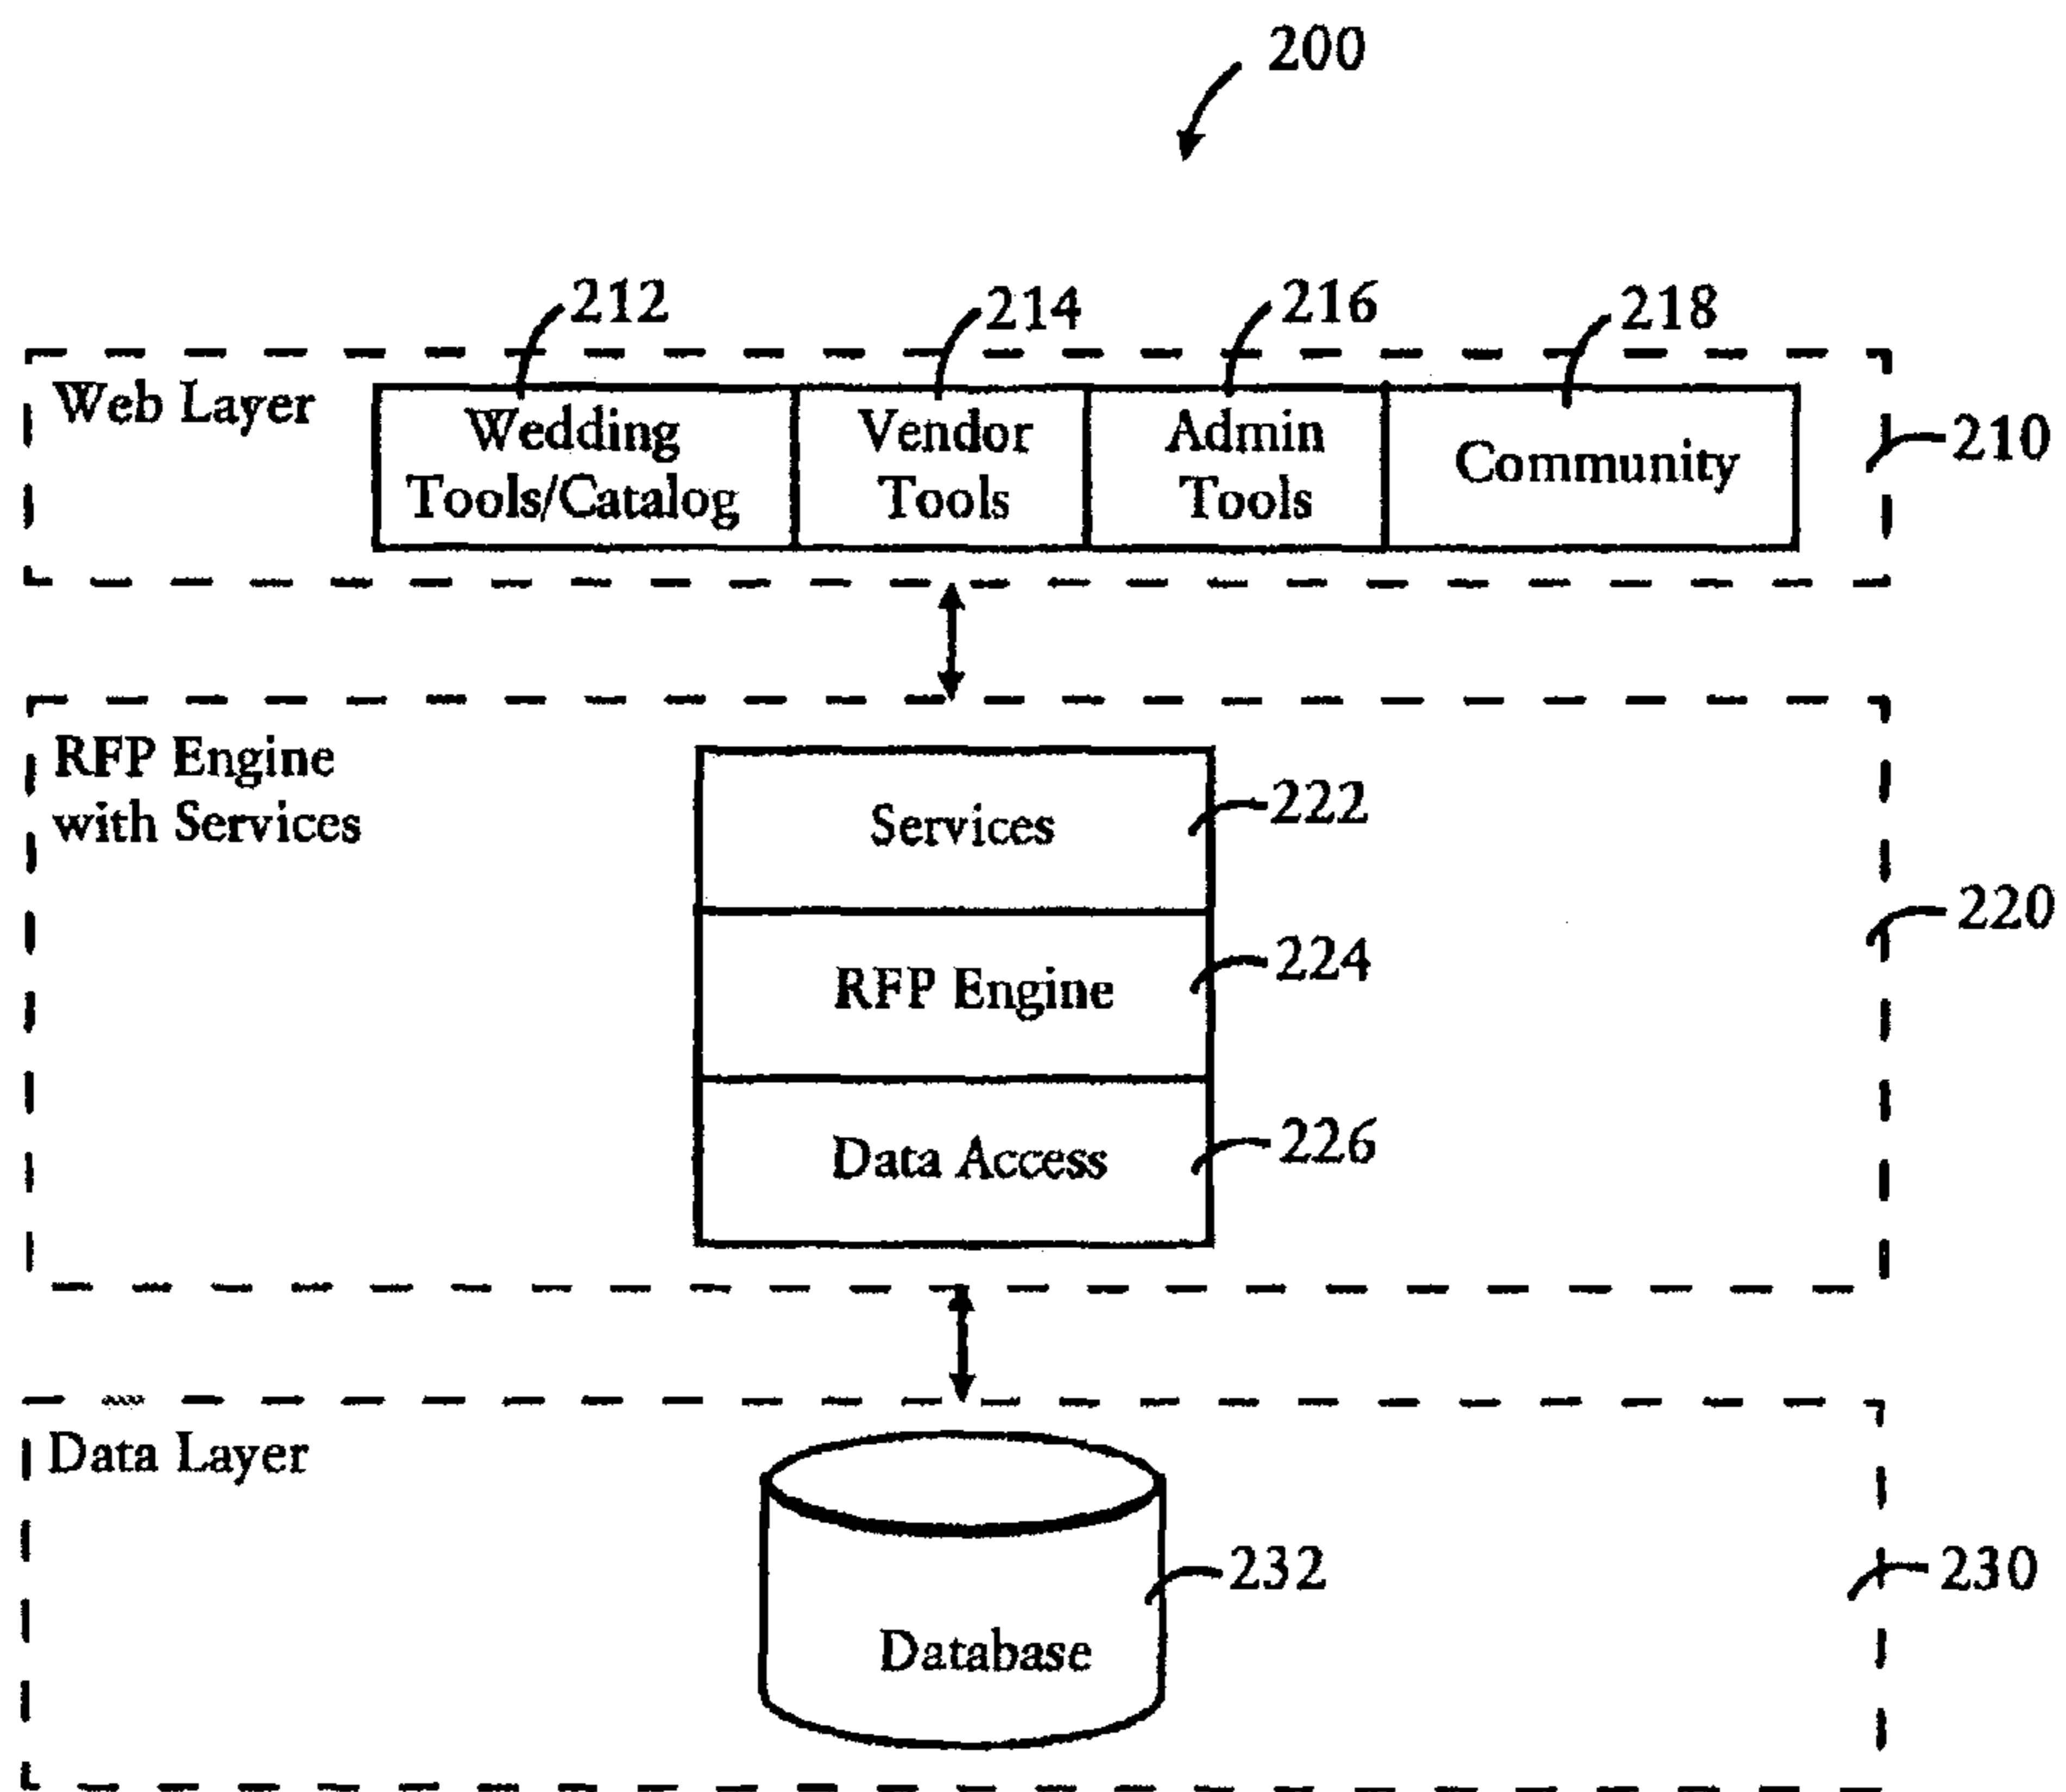 200
212
214
216
218
Web Layer
Wedding
Tools/Catalog
Vendor
Tools
Admin
Tools
Community
210
RFP Engine
with Services
Services
222
220
RFP Engine
224
Data Access
226
Data Layer
232
230
Database